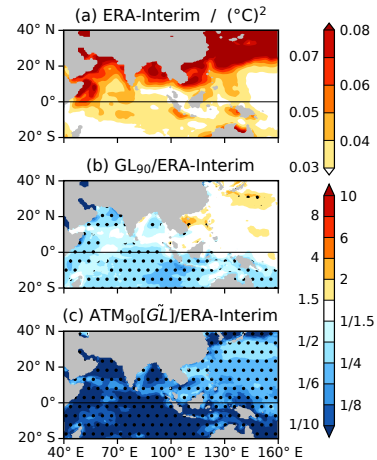 (a) ERA-Interim / (°C)²
40° N
20° N
0°
20° S
0.08
0.07
0.06
0.05
0.04
0.03
(b) GL₉₀/ERA-Interim
40° N
20° N
0°
20° S
10
8
6
4
2
1.5
1/1.5
1/2
1/4
1/6
1/8
1/10
(c) ATM₉₀[G̃L]/ERA-Interim
40° N
20° N
0°
20° S
40° E 70° E 100° E 130° E 160° E